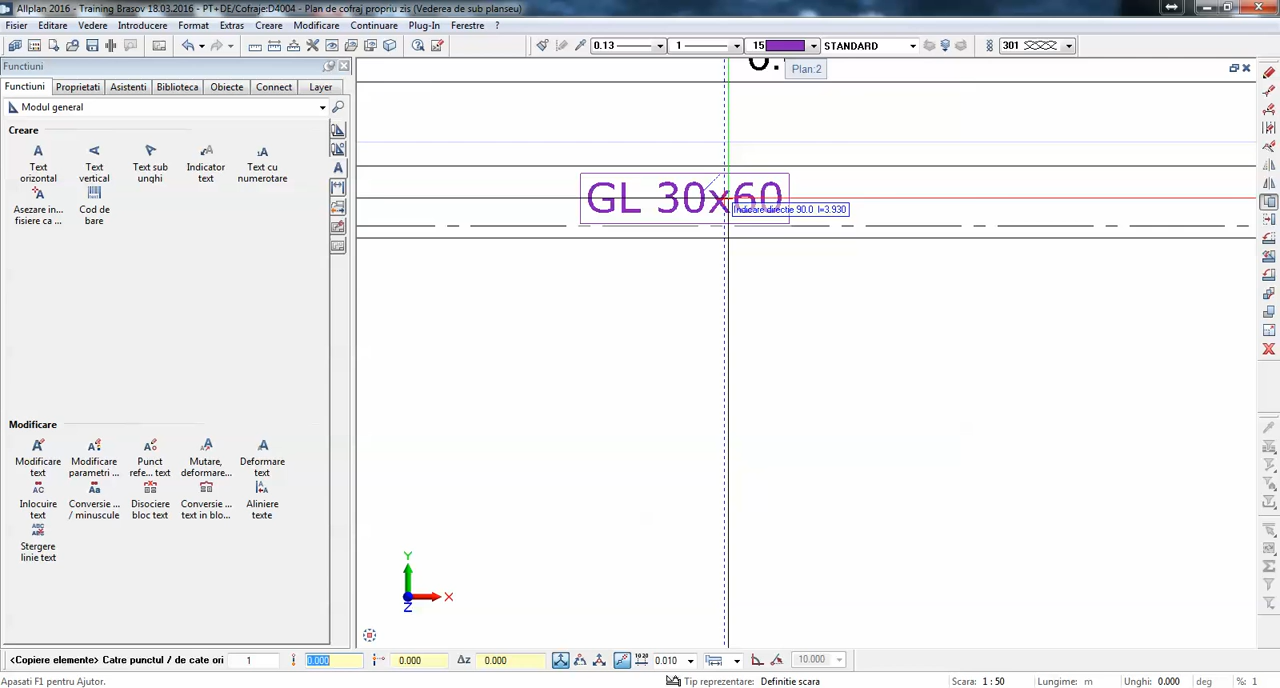 Allplan 2016 - Training Brasov 18.03.2016 - PT+DE/Cofraje:D4004 - Plan de cofraj propriu zis (Vederea de sub planseu)
Fisier Editare Vedere Introducere Format Extras Creare Modificare Continuare Plug-In Ferestre ?
0.13 1 15 STANDARD 301
Functiuni
Plan:2
Functiuni Proprietati Asistenti Biblioteca Obiecte Connect Layer
Modul general
Creare
Text orizontal
Text vertical
Text sub unghi
Indicator text
Text cu numerotare
Asezare in... fisiere ca ...
Cod de bare
GL 30x60
Indicare directie 90.0 l=3.930
Modificare
Modificare text
Modificare parametri ...
Punct refe... text
Mutare, deformare...
Deformare text
Inlocuire text
Conversie ... / minuscule
Disociere bloc text
Conversie ... text in blo...
Aliniere texte
Stergere linie text
Y
X
Z
<Copiere elemente> Catre punctul / de cate ori 1 0.000 0.000 Δz 0.000 0.010 10.000
Apasati F1 pentru Ajutor. Tip reprezentare: Definitie scara Scara: 1 : 50 Lungime: m Unghi: 0.000 deg %: 1